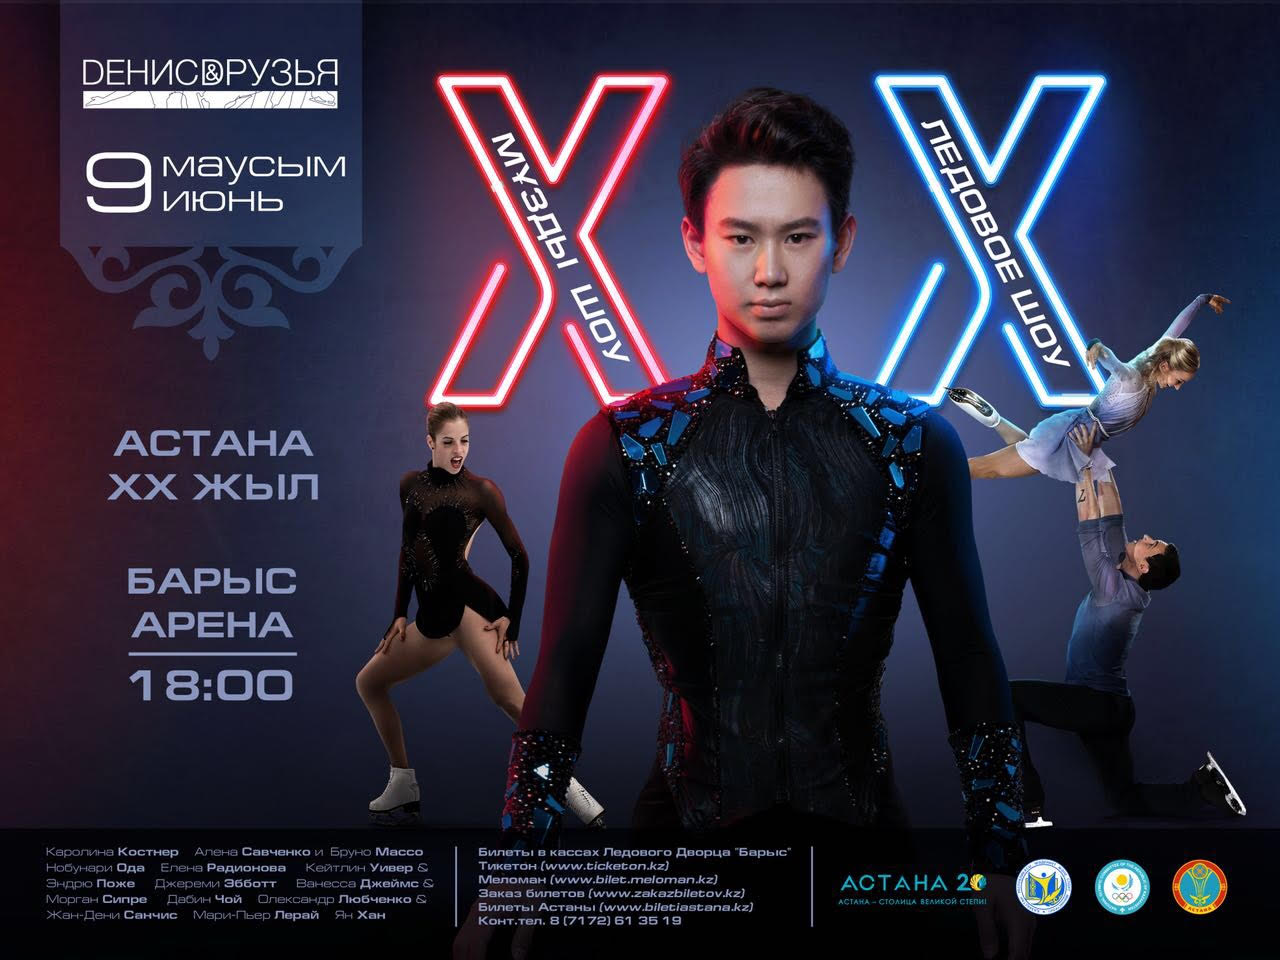 DЕНИС&DРУЗЬЯ
9 МАУСЫМ
ИЮНЬ
МҰЗДЫ ШОУ
ЛЕДОВОЕ ШОУ
АСТАНА
ХХ ЖЫЛ
БАРЫС
АРЕНА
18:00
Каролина Костнер Алена Савченко и Бруно Массо
Нобунари Ода Елена Радионова Кейтлин Уивер &
Эндрю Поже Джереми Эбботт Ванесса Джеймс &
Морган Сипре Дабин Чой Олександр Любченко &
Жан-Дени Санчис Мари-Пьер Лерай Ян Хан
Билеты в кассах Ледового Дворца "Барыс"
Тикетон (www.ticketon.kz)
Меломан (www.bilet.meloman.kz)
Заказ билетов (www.zakazbiletov.kz)
Билеты Астаны (www.biletiastana.kz)
Конт.тел. 8 (7172) 61 35 19
АСТАНА 20
АСТАНА – СТОЛИЦА ВЕЛИКОЙ СТЕПИ!
АСТАНА